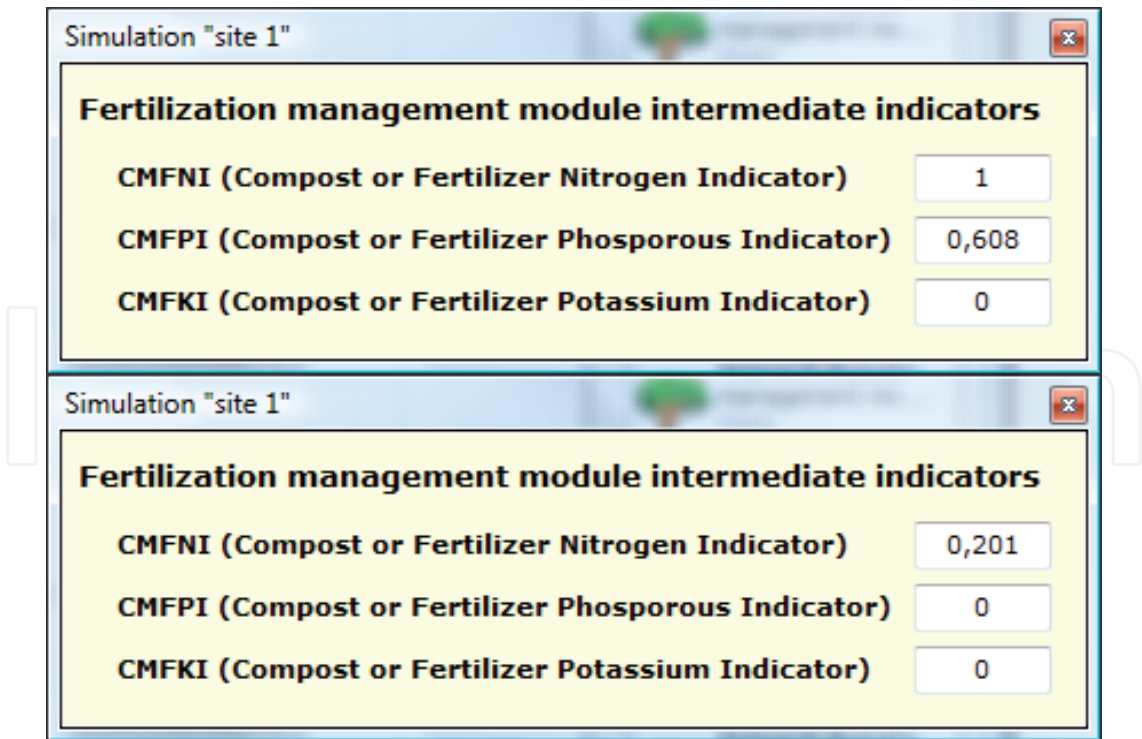 Simulation "site 1"
Fertilization management module intermediate indicators
CMFNI (Compost or Fertilizer Nitrogen Indicator) 1
CMFPI (Compost or Fertilizer Phosporous Indicator) 0,608
CMFKI (Compost or Fertilizer Potassium Indicator) 0
Simulation "site 1"
Fertilization management module intermediate indicators
CMFNI (Compost or Fertilizer Nitrogen Indicator) 0,201
CMFPI (Compost or Fertilizer Phosporous Indicator) 0
CMFKI (Compost or Fertilizer Potassium Indicator) 0